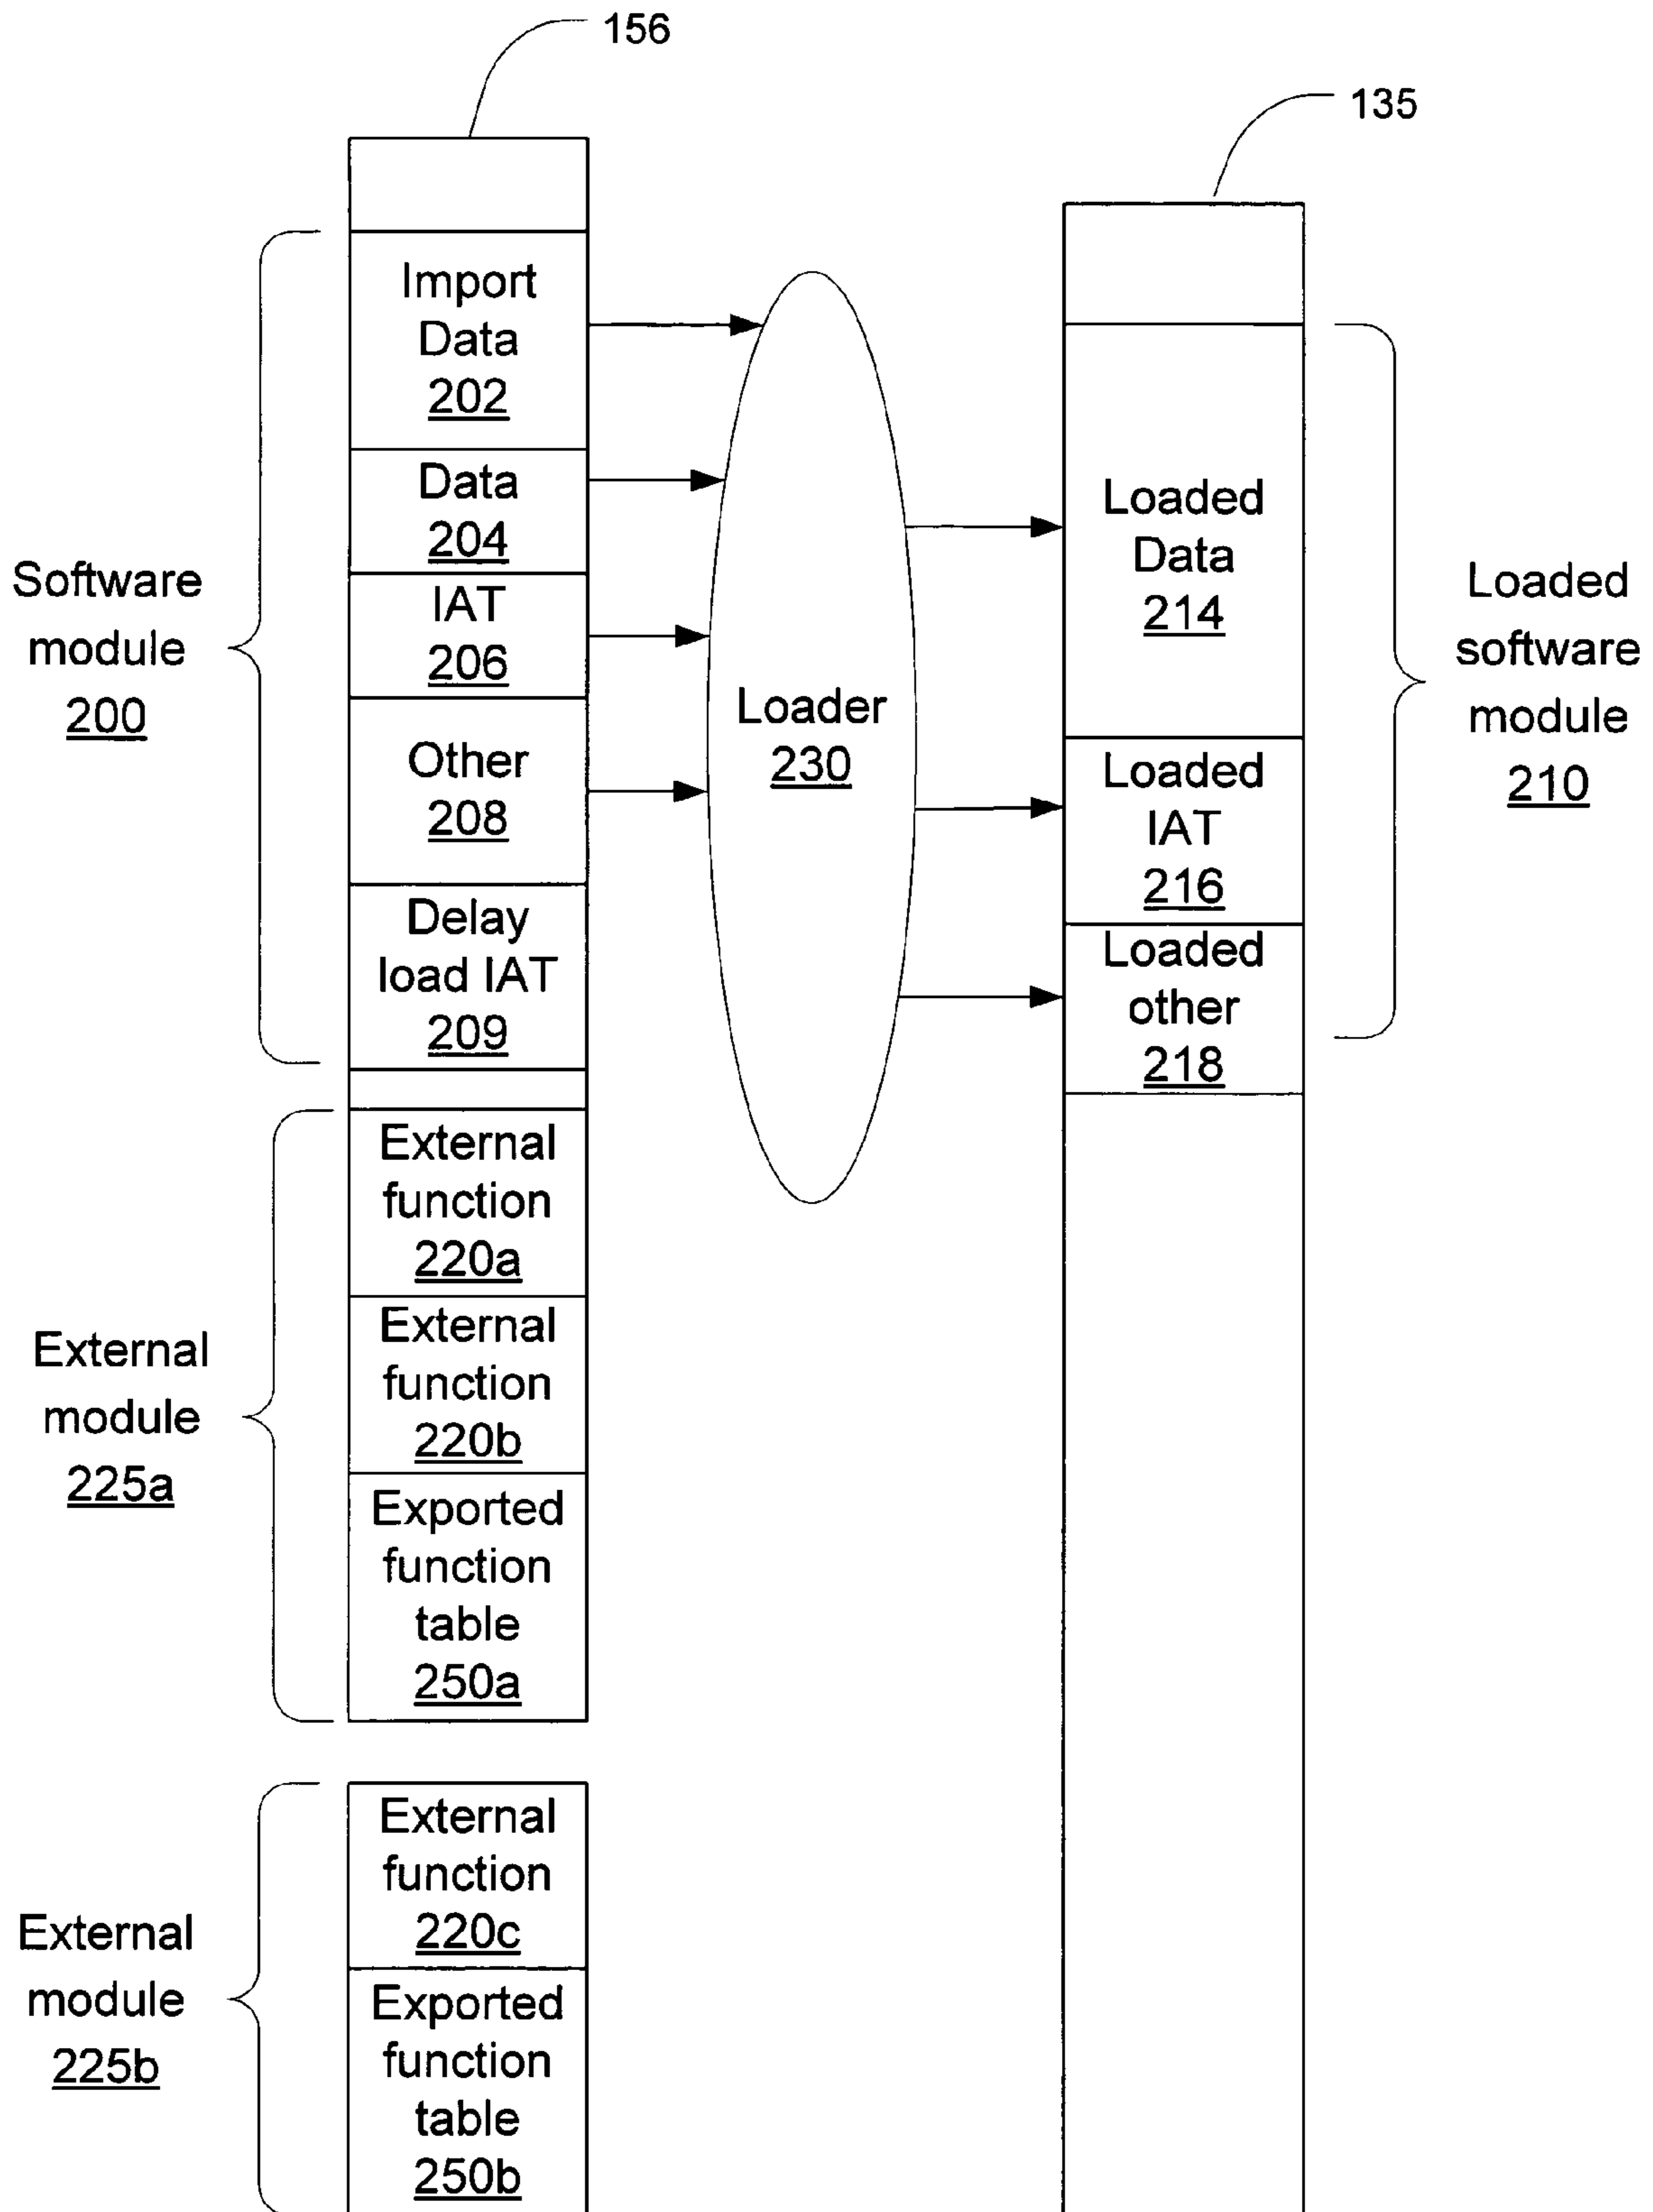 156
135
Import
Data
202
Data
204
IAT
206
Other
208
Delay
load IAT
209
Software
module
200
Loader
230
Loaded
Data
214
Loaded
IAT
216
Loaded
other
218
Loaded
software
module
210
External
function
220a
External
function
220b
Exported
function
table
250a
External
module
225a
External
function
220c
Exported
function
table
250b
External
module
225b